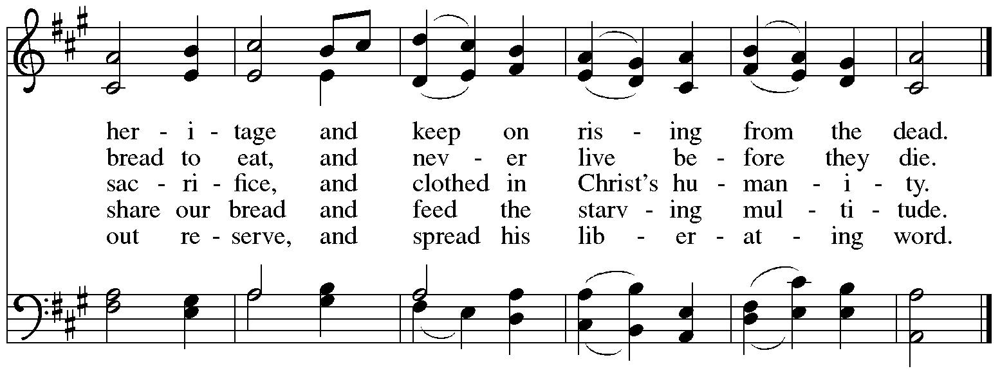 her - i - tage and keep on ris - ing from the dead.
bread to eat, and nev - er live be - fore they die.
sac - ri - fice, and clothed in Christ's hu - man - i - ty.
share our bread and feed the starv - ing mul - ti - tude.
out re - serve, and spread his lib - er - at - ing word.